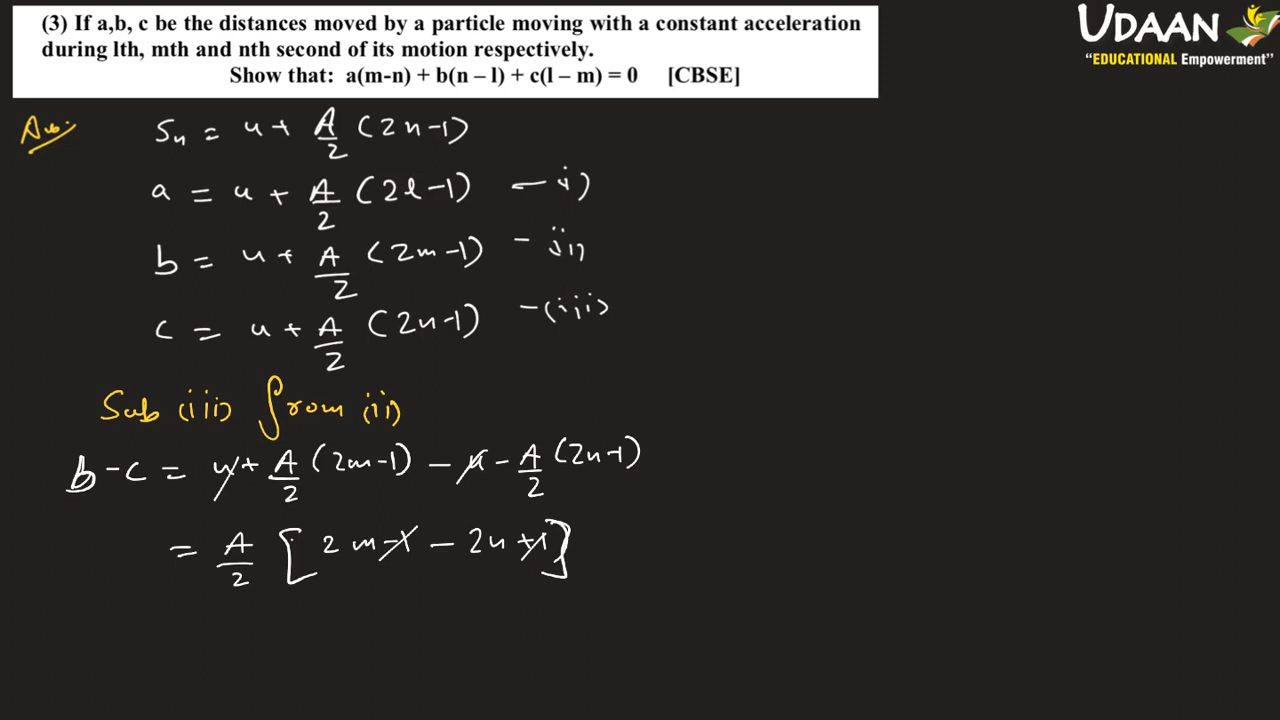 (3) If a,b, c be the distances moved by a particle moving with a constant acceleration
during lth, mth and nth second of its motion respectively.
Show that: a(m-n) + b(n – l) + c(l – m) = 0 [CBSE]
UDAAN
“EDUCATIONAL Empowerment”
Ans:
Sn = u + A/2 (2n-1)
a = u + A/2 (2l-1) - i)
b = u + A/2 (2m-1) - ii)
c = u + A/2 (2n-1) - (iii)
Sub (iii) from (ii)
b - c = u + A/2 (2m-1) - u - A/2 (2n-1)
= A/2 [2m-1 - 2n+1]